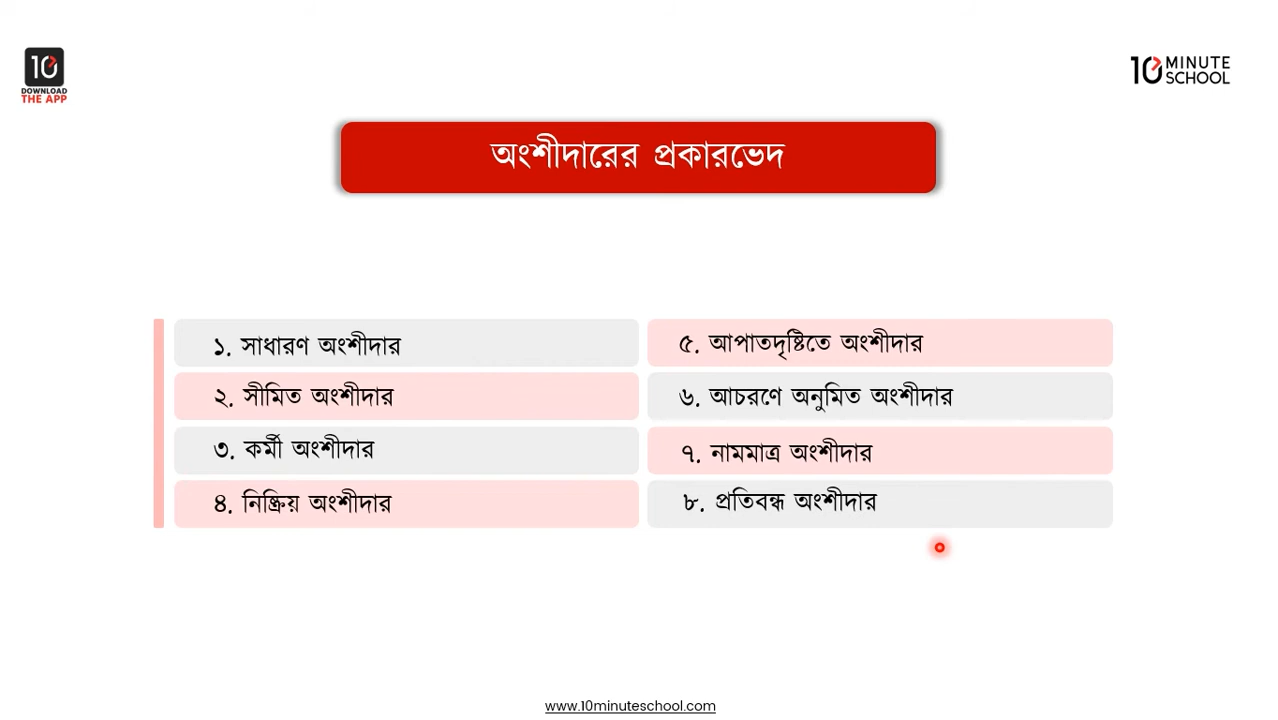 10
DOWNLOAD
THE APP
10 MINUTE
SCHOOL
অংশীদারের প্রকারভেদ
১. সাধারণ অংশীদার
২. সীমিত অংশীদার
৩. কর্মী অংশীদার
৪. নিষ্ক্রিয় অংশীদার
৫. আপাতদৃষ্টিতে অংশীদার
৬. আচরণে অনুমিত অংশীদার
৭. নামমাত্র অংশীদার
৮. প্রতিবন্ধ অংশীদার
www.10minuteschool.com